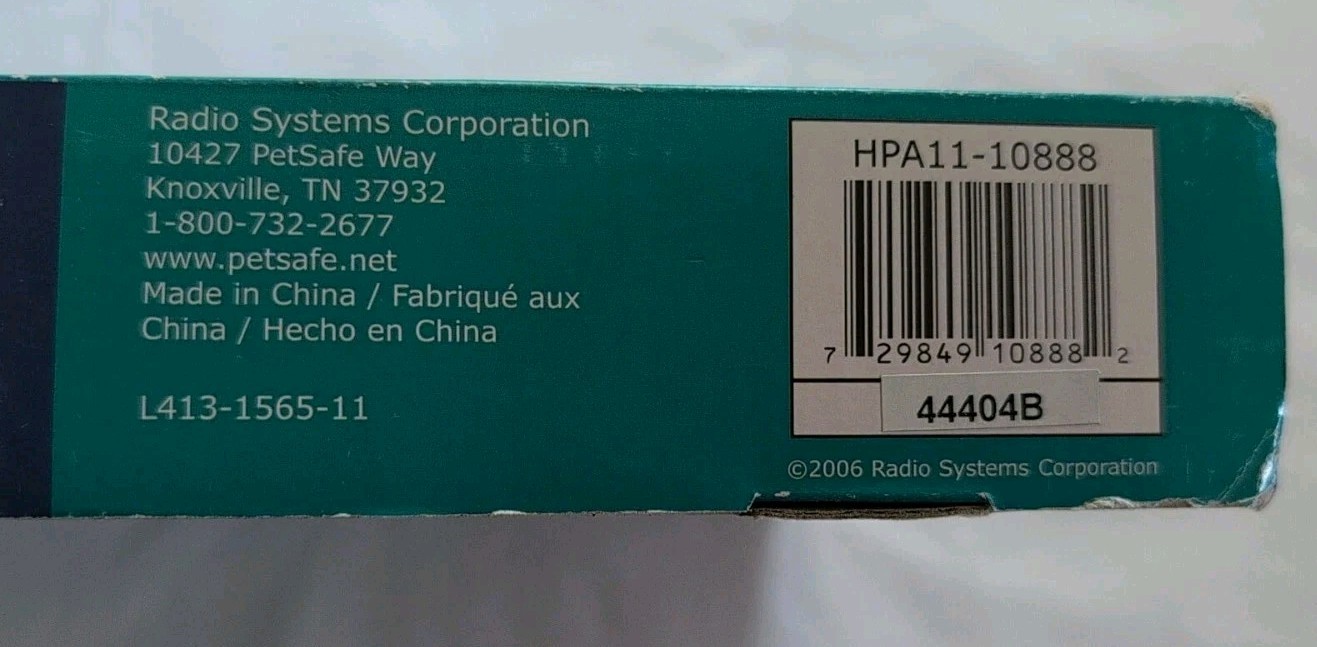 Radio Systems Corporation
10427 PetSafe Way
Knoxville, TN 37932
1-800-732-2677
www.petsafe.net
Made in China / Fabriqué aux
China / Hecho en China
L413-1565-11
HPA11-10888
7 29849 10888 2
44404B
©2006 Radio Systems Corporation